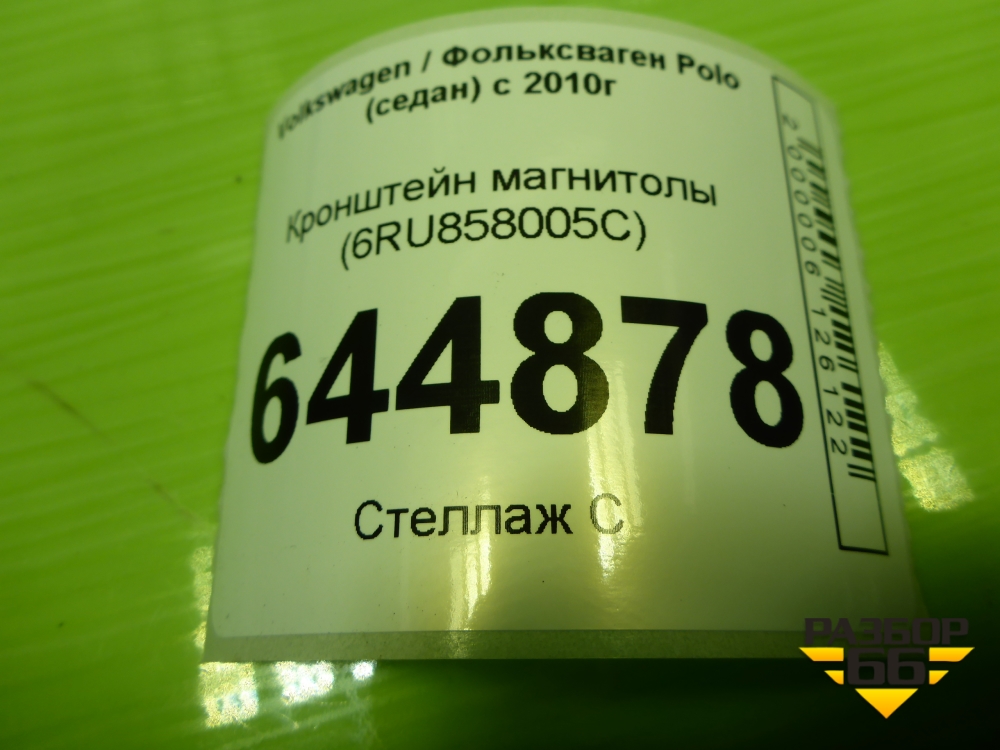 Volkswagen / Фольксваген Polo
(седан) с 2010г
Кронштейн магнитолы
(6RU858005C)
644878
Стеллаж С
2000006126122
РАЗБОР
66